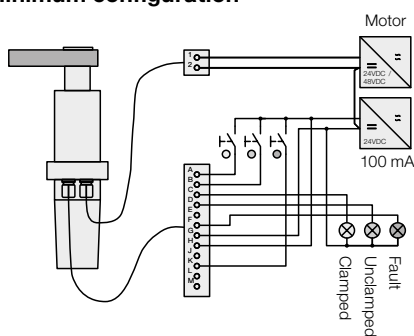 Minimum configuration
Motor
1
2
24VDC /
48VDC
24VDC
100 mA
A
B
C
D
E
F
G
H
J
K
L
M
Clamped
Unclamped
Fault